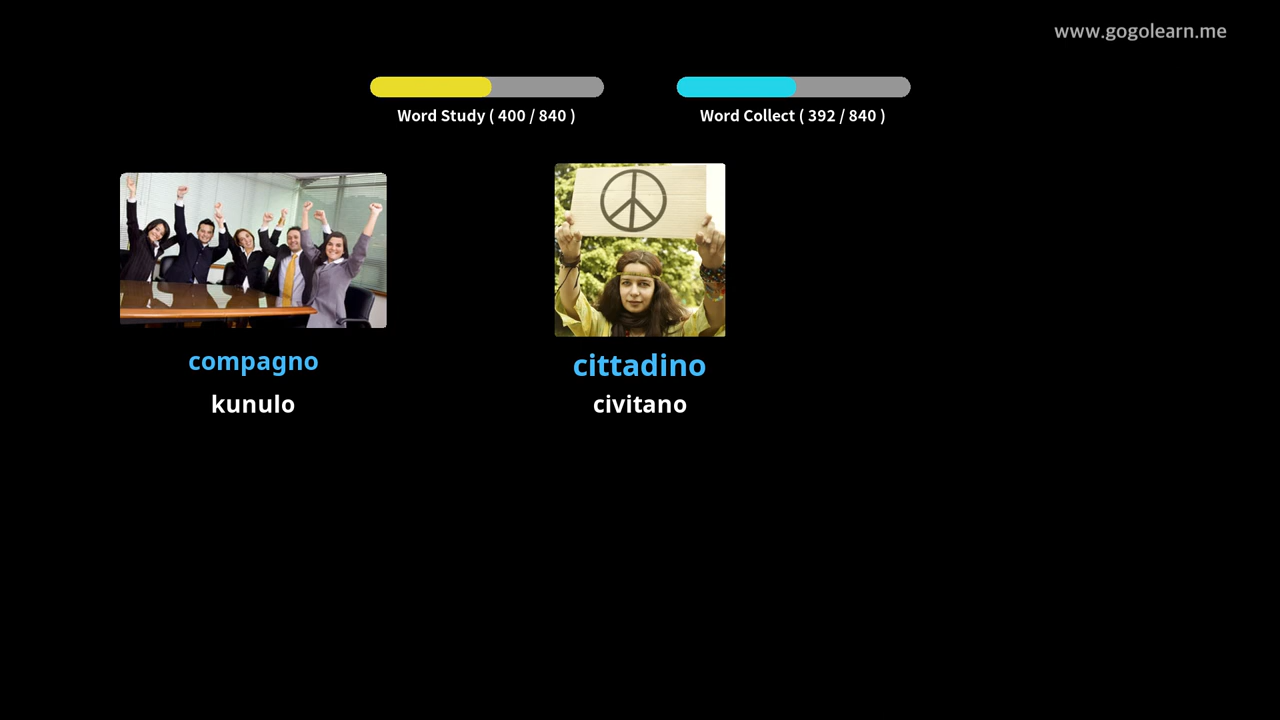 www.gogolearn.me
Word Study ( 400 / 840 )
Word Collect ( 392 / 840 )
compagno
kunulo
cittadino
civitano